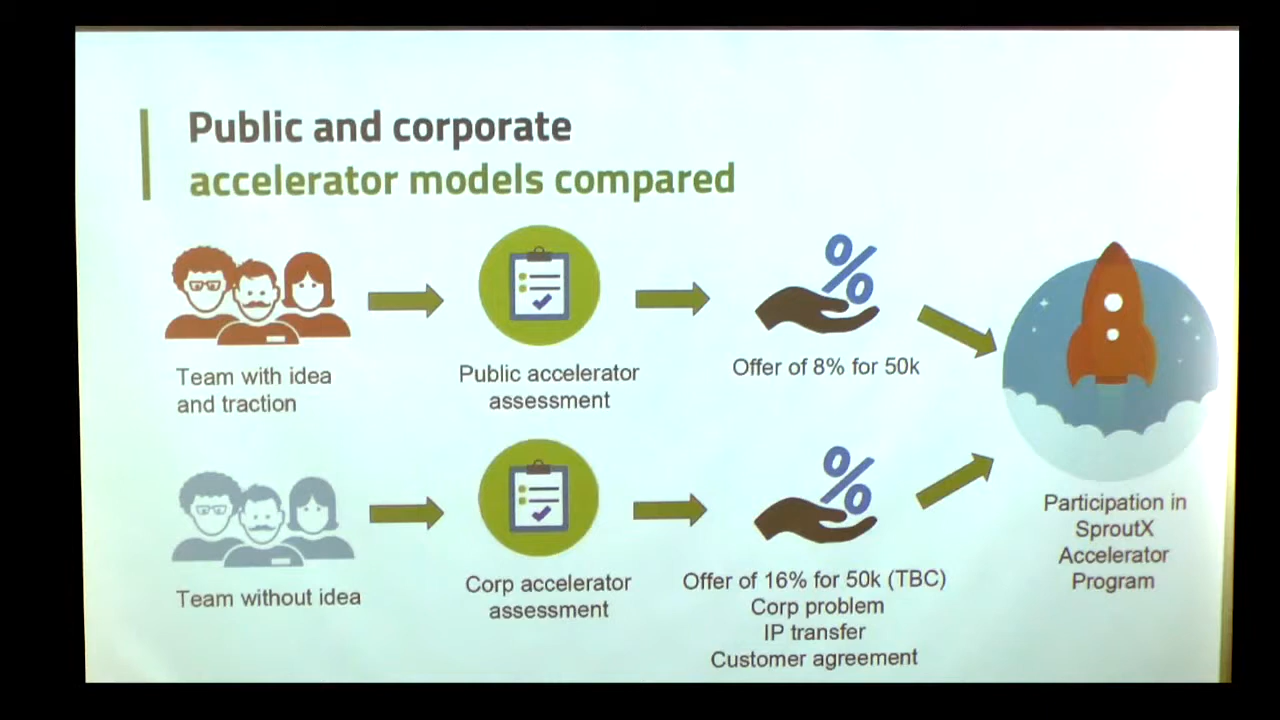 Public and corporate
accelerator models compared
Team with idea
and traction
Public accelerator
assessment
%
Offer of 8% for 50k
Team without idea
Corp accelerator
assessment
%
Offer of 16% for 50k (TBC)
Corp problem
IP transfer
Customer agreement
Participation in
SproutX
Accelerator
Program